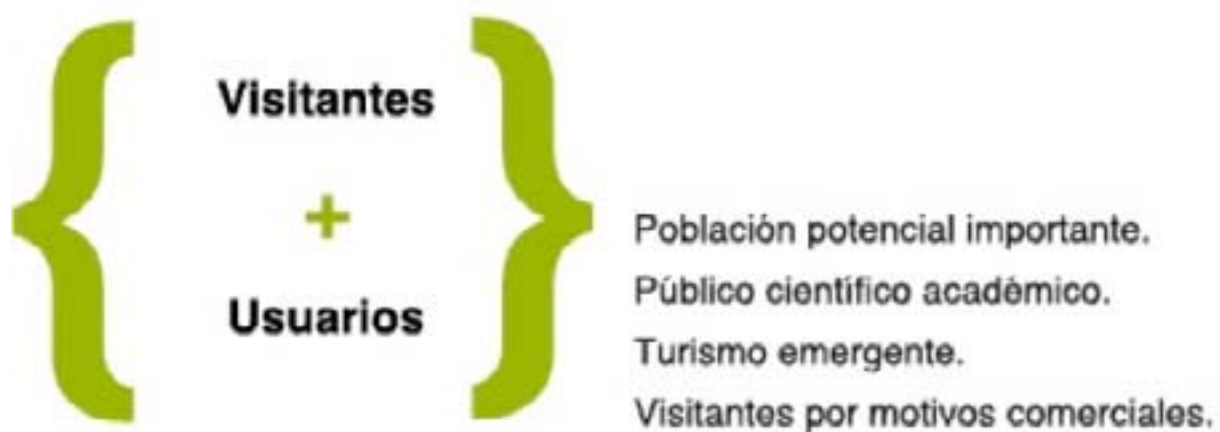 Visitantes
+
Usuarios
Población potencial importante.
Público científico académico.
Turismo emergente.
Visitantes por motivos comerciales.